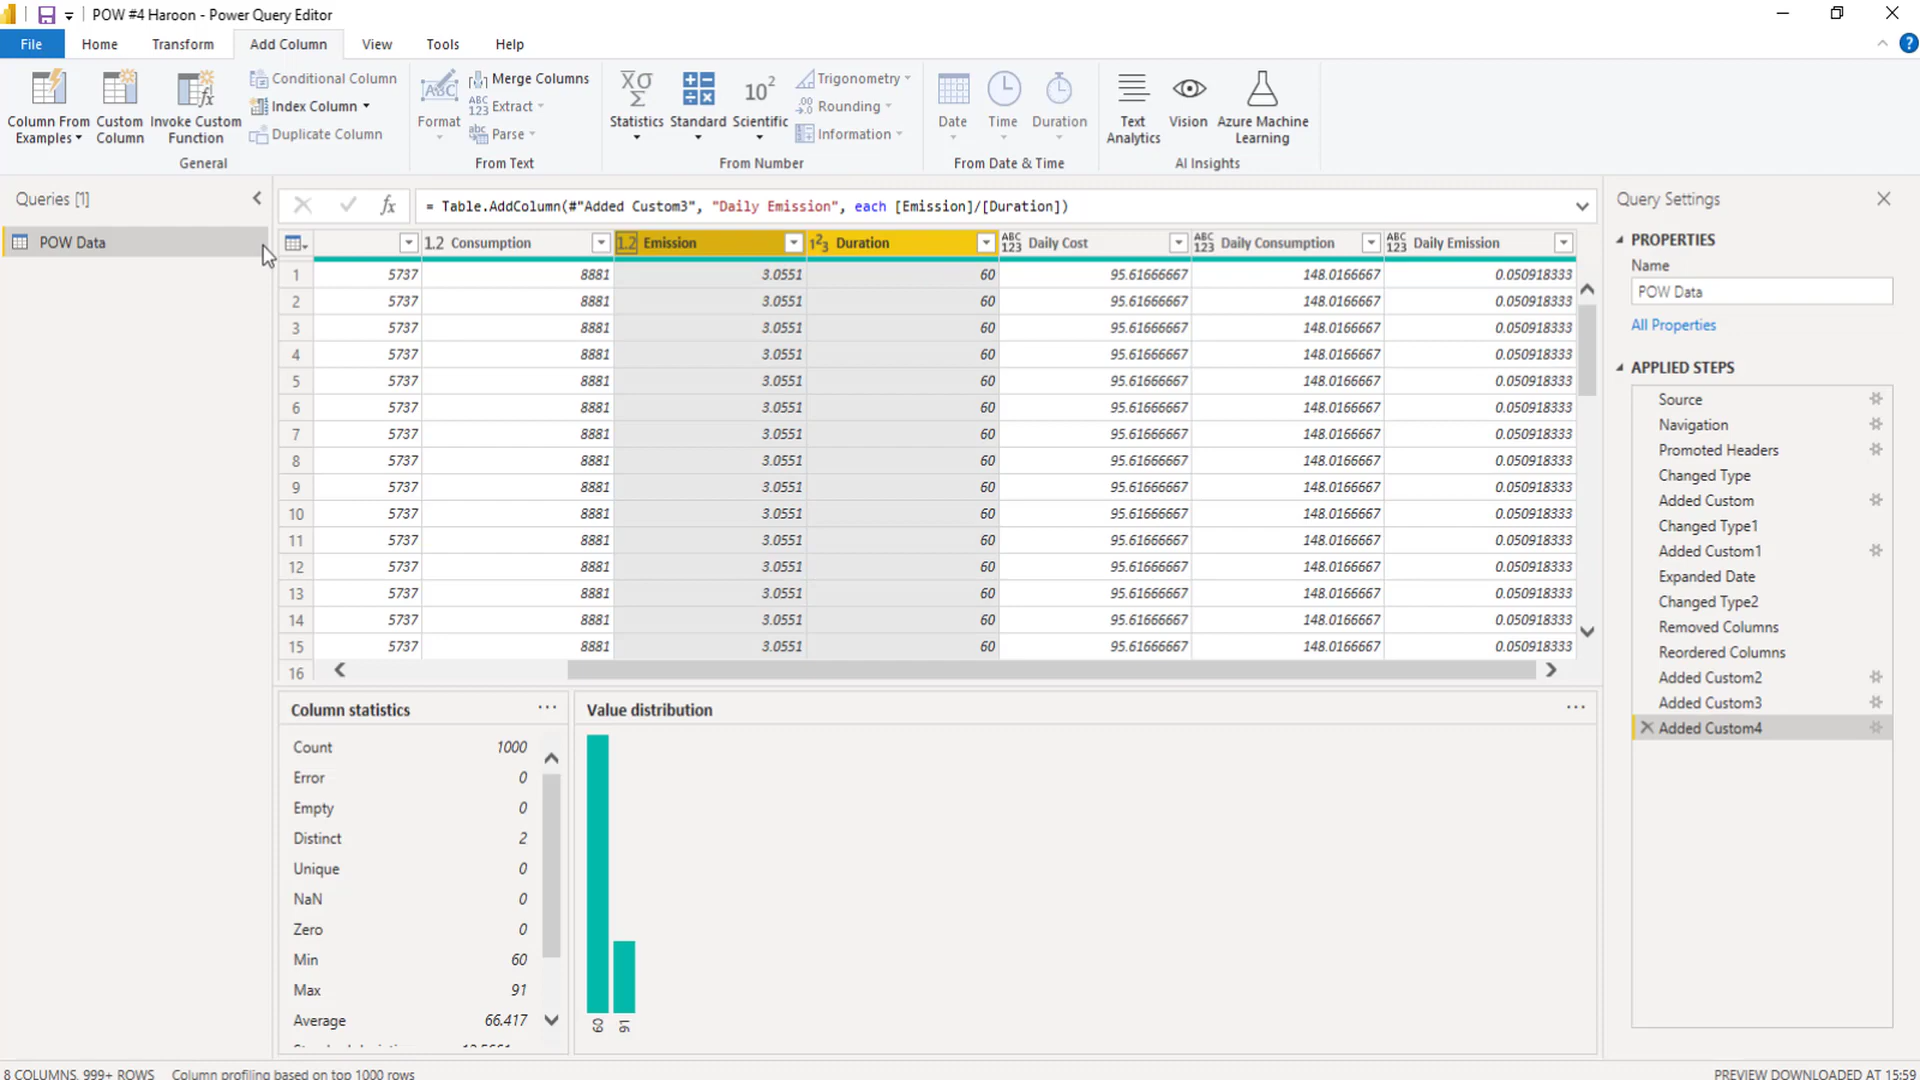 POW #4 Haroon - Power Query Editor
File Home Transform Add Column View Tools Help
Column From Examples
Custom Column
Invoke Custom Function
Conditional Column
Index Column
Duplicate Column
General
Format
Merge Columns
Extract
Parse
From Text
Statistics
Standard
Scientific
Trigonometry
Rounding
Information
From Number
Date
Time
Duration
From Date & Time
Text Analytics
Vision
Azure Machine Learning
AI Insights
Queries [1]
POW Data
= Table.AddColumn(#"Added Custom3", "Daily Emission", each [Emission]/[Duration])
1.2 Consumption 1.2 Emission 1²3 Duration ABC 123 Daily Cost ABC 123 Daily Consumption ABC 123 Daily Emission
1 5737 8881 3.0551 60 95.61666667 148.0166667 0.050918333
2 5737 8881 3.0551 60 95.61666667 148.0166667 0.050918333
3 5737 8881 3.0551 60 95.61666667 148.0166667 0.050918333
4 5737 8881 3.0551 60 95.61666667 148.0166667 0.050918333
5 5737 8881 3.0551 60 95.61666667 148.0166667 0.050918333
6 5737 8881 3.0551 60 95.61666667 148.0166667 0.050918333
7 5737 8881 3.0551 60 95.61666667 148.0166667 0.050918333
8 5737 8881 3.0551 60 95.61666667 148.0166667 0.050918333
9 5737 8881 3.0551 60 95.61666667 148.0166667 0.050918333
10 5737 8881 3.0551 60 95.61666667 148.0166667 0.050918333
11 5737 8881 3.0551 60 95.61666667 148.0166667 0.050918333
12 5737 8881 3.0551 60 95.61666667 148.0166667 0.050918333
13 5737 8881 3.0551 60 95.61666667 148.0166667 0.050918333
14 5737 8881 3.0551 60 95.61666667 148.0166667 0.050918333
15 5737 8881 3.0551 60 95.61666667 148.0166667 0.050918333
16
Column statistics
Count 1000
Error 0
Empty 0
Distinct 2
Unique 0
NaN 0
Zero 0
Min 60
Max 91
Average 66.417
Value distribution
60
91
Query Settings
PROPERTIES
Name
POW Data
All Properties
APPLIED STEPS
Source
Navigation
Promoted Headers
Changed Type
Added Custom
Changed Type1
Added Custom1
Expanded Date
Changed Type2
Removed Columns
Reordered Columns
Added Custom2
Added Custom3
Added Custom4
8 COLUMNS, 999+ ROWS Column profiling based on top 1000 rows
PREVIEW DOWNLOADED AT 15:59